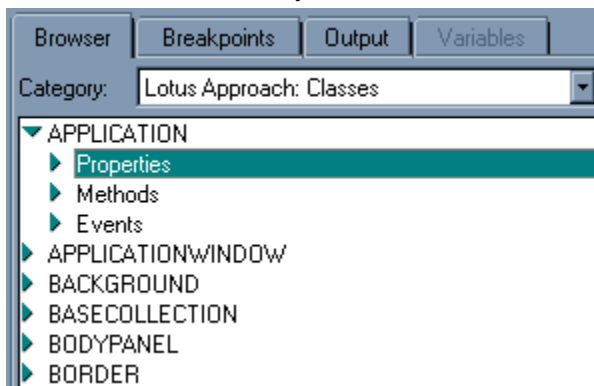 Browser Breakpoints Output Variables
Category: Lotus Approach: Classes
APPLICATION
Properties
Methods
Events
APPLICATIONWINDOW
BACKGROUND
BASECOLLECTION
BODYPANEL
BORDER